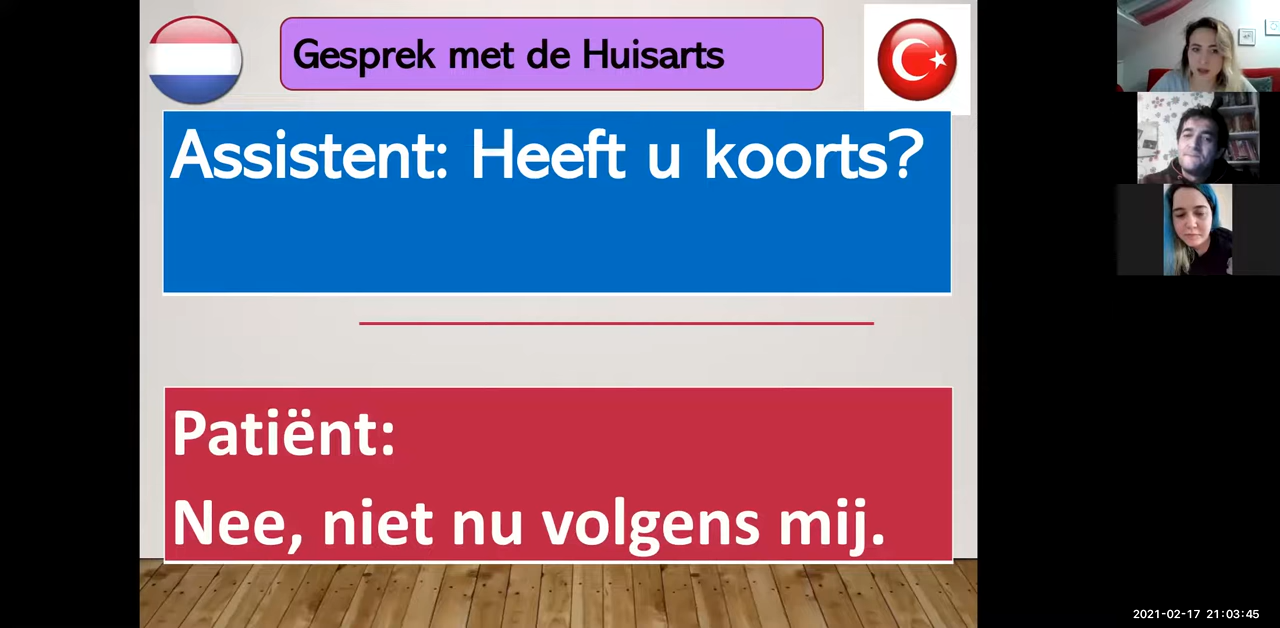 Gesprek met de Huisarts
Assistent: Heeft u koorts?
Patiënt:
Nee, niet nu volgens mij.
2021-02-17 21:03:45